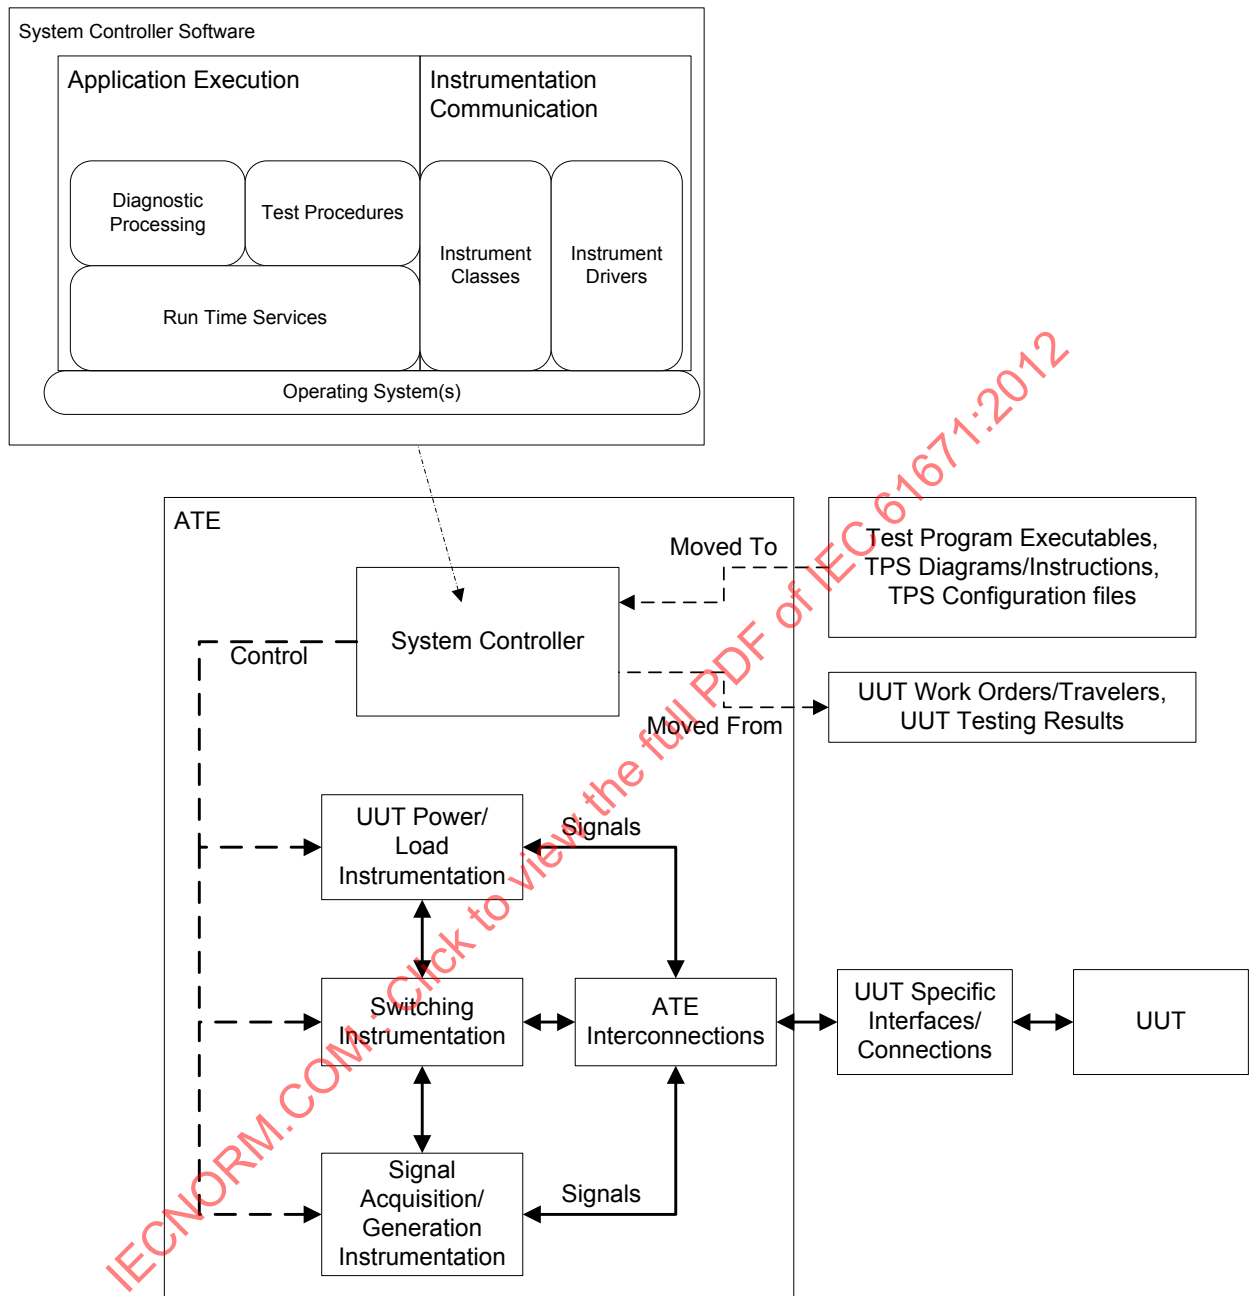 System Controller Software
Application Execution
Instrumentation
Communication
Diagnostic
Processing
Test Procedures
Instrument
Classes
Instrument
Drivers
Run Time Services
Operating System(s)
ATE
Moved To
Test Program Executables,
TPS Diagrams/Instructions,
TPS Configuration files
System Controller
Control
Moved From
UUT Work Orders/Travelers,
UUT Testing Results
UUT Power/
Load
Instrumentation
Signals
Switching
Instrumentation
ATE
Interconnections
UUT Specific
Interfaces/
Connections
UUT
Signal
Acquisition/
Generation
Instrumentation
Signals
IECNORM.COM : Click to view the full PDF of IEC 61671:2012